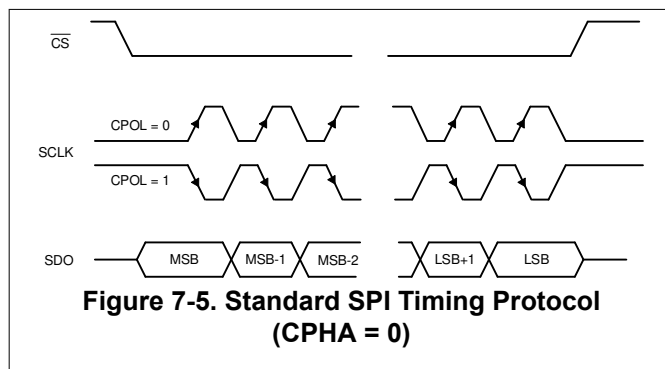 CS
CPOL = 0
SCLK
CPOL = 1
SDO MSB MSB-1 MSB-2 LSB+1 LSB
Figure 7-5. Standard SPI Timing Protocol
(CPHA = 0)